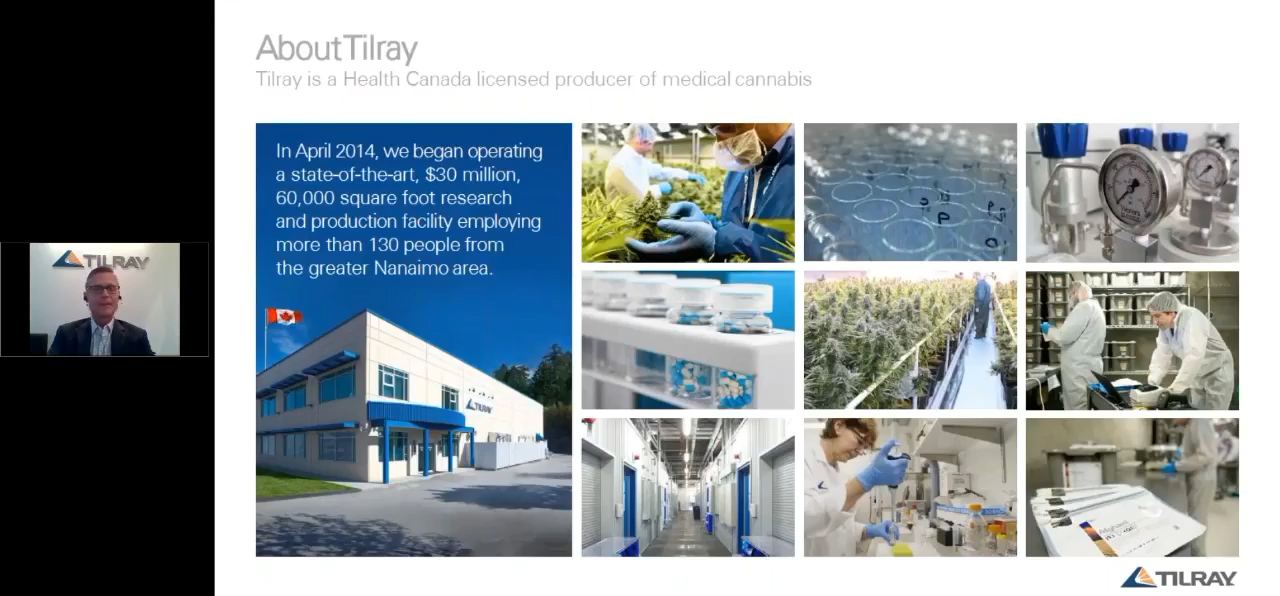 About Tilray
Tilray is a Health Canada licensed producer of medical cannabis
In April 2014, we began operating
a state-of-the-art, $30 million,
60,000 square foot research
and production facility employing
more than 130 people from
the greater Nanaimo area.
TILRAY
TILRAY
P
TILRAY